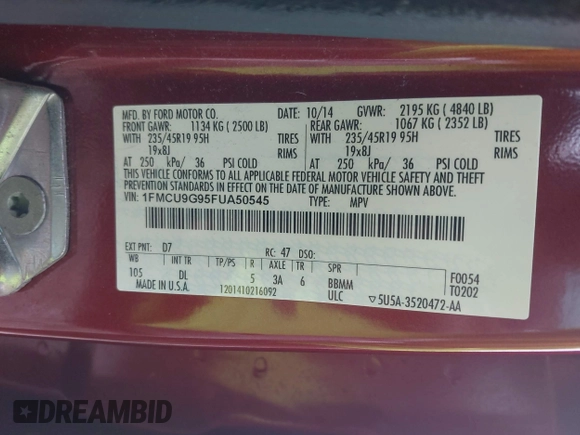 MFD. BY FORD MOTOR CO.
DATE: 10/14 GVWR: 2195 KG ( 4840 LB)
FRONT GAWR: 1134 KG ( 2500 LB) REAR GAWR: 1067 KG ( 2352 LB)
WITH 235/45R19 95H TIRES WITH 235/45R19 95H TIRES
19x8J RIMS 19x8J RIMS
AT 250 kPa/ 36 PSI COLD AT 250 kPa/ 36 PSI COLD
THIS VEHICLE CONFORMS TO ALL APPLICABLE FEDERAL MOTOR VEHICLE SAFETY AND THEFT PREVENTION STANDARDS IN EFFECT ON THE DATE OF MANUFACTURE SHOWN ABOVE.
VIN: 1FMCU9G95FUA50545 TYPE: MPV
EXT PNT: D7 RC: 47 DSO:
WB TP/PS R AXLE TR SPR F0054
105 DL 5 3A 6 BBMM T0202
MADE IN U.S.A. 1201410216092 ULC ▽5U5A-3520472-AA
DREAMBID